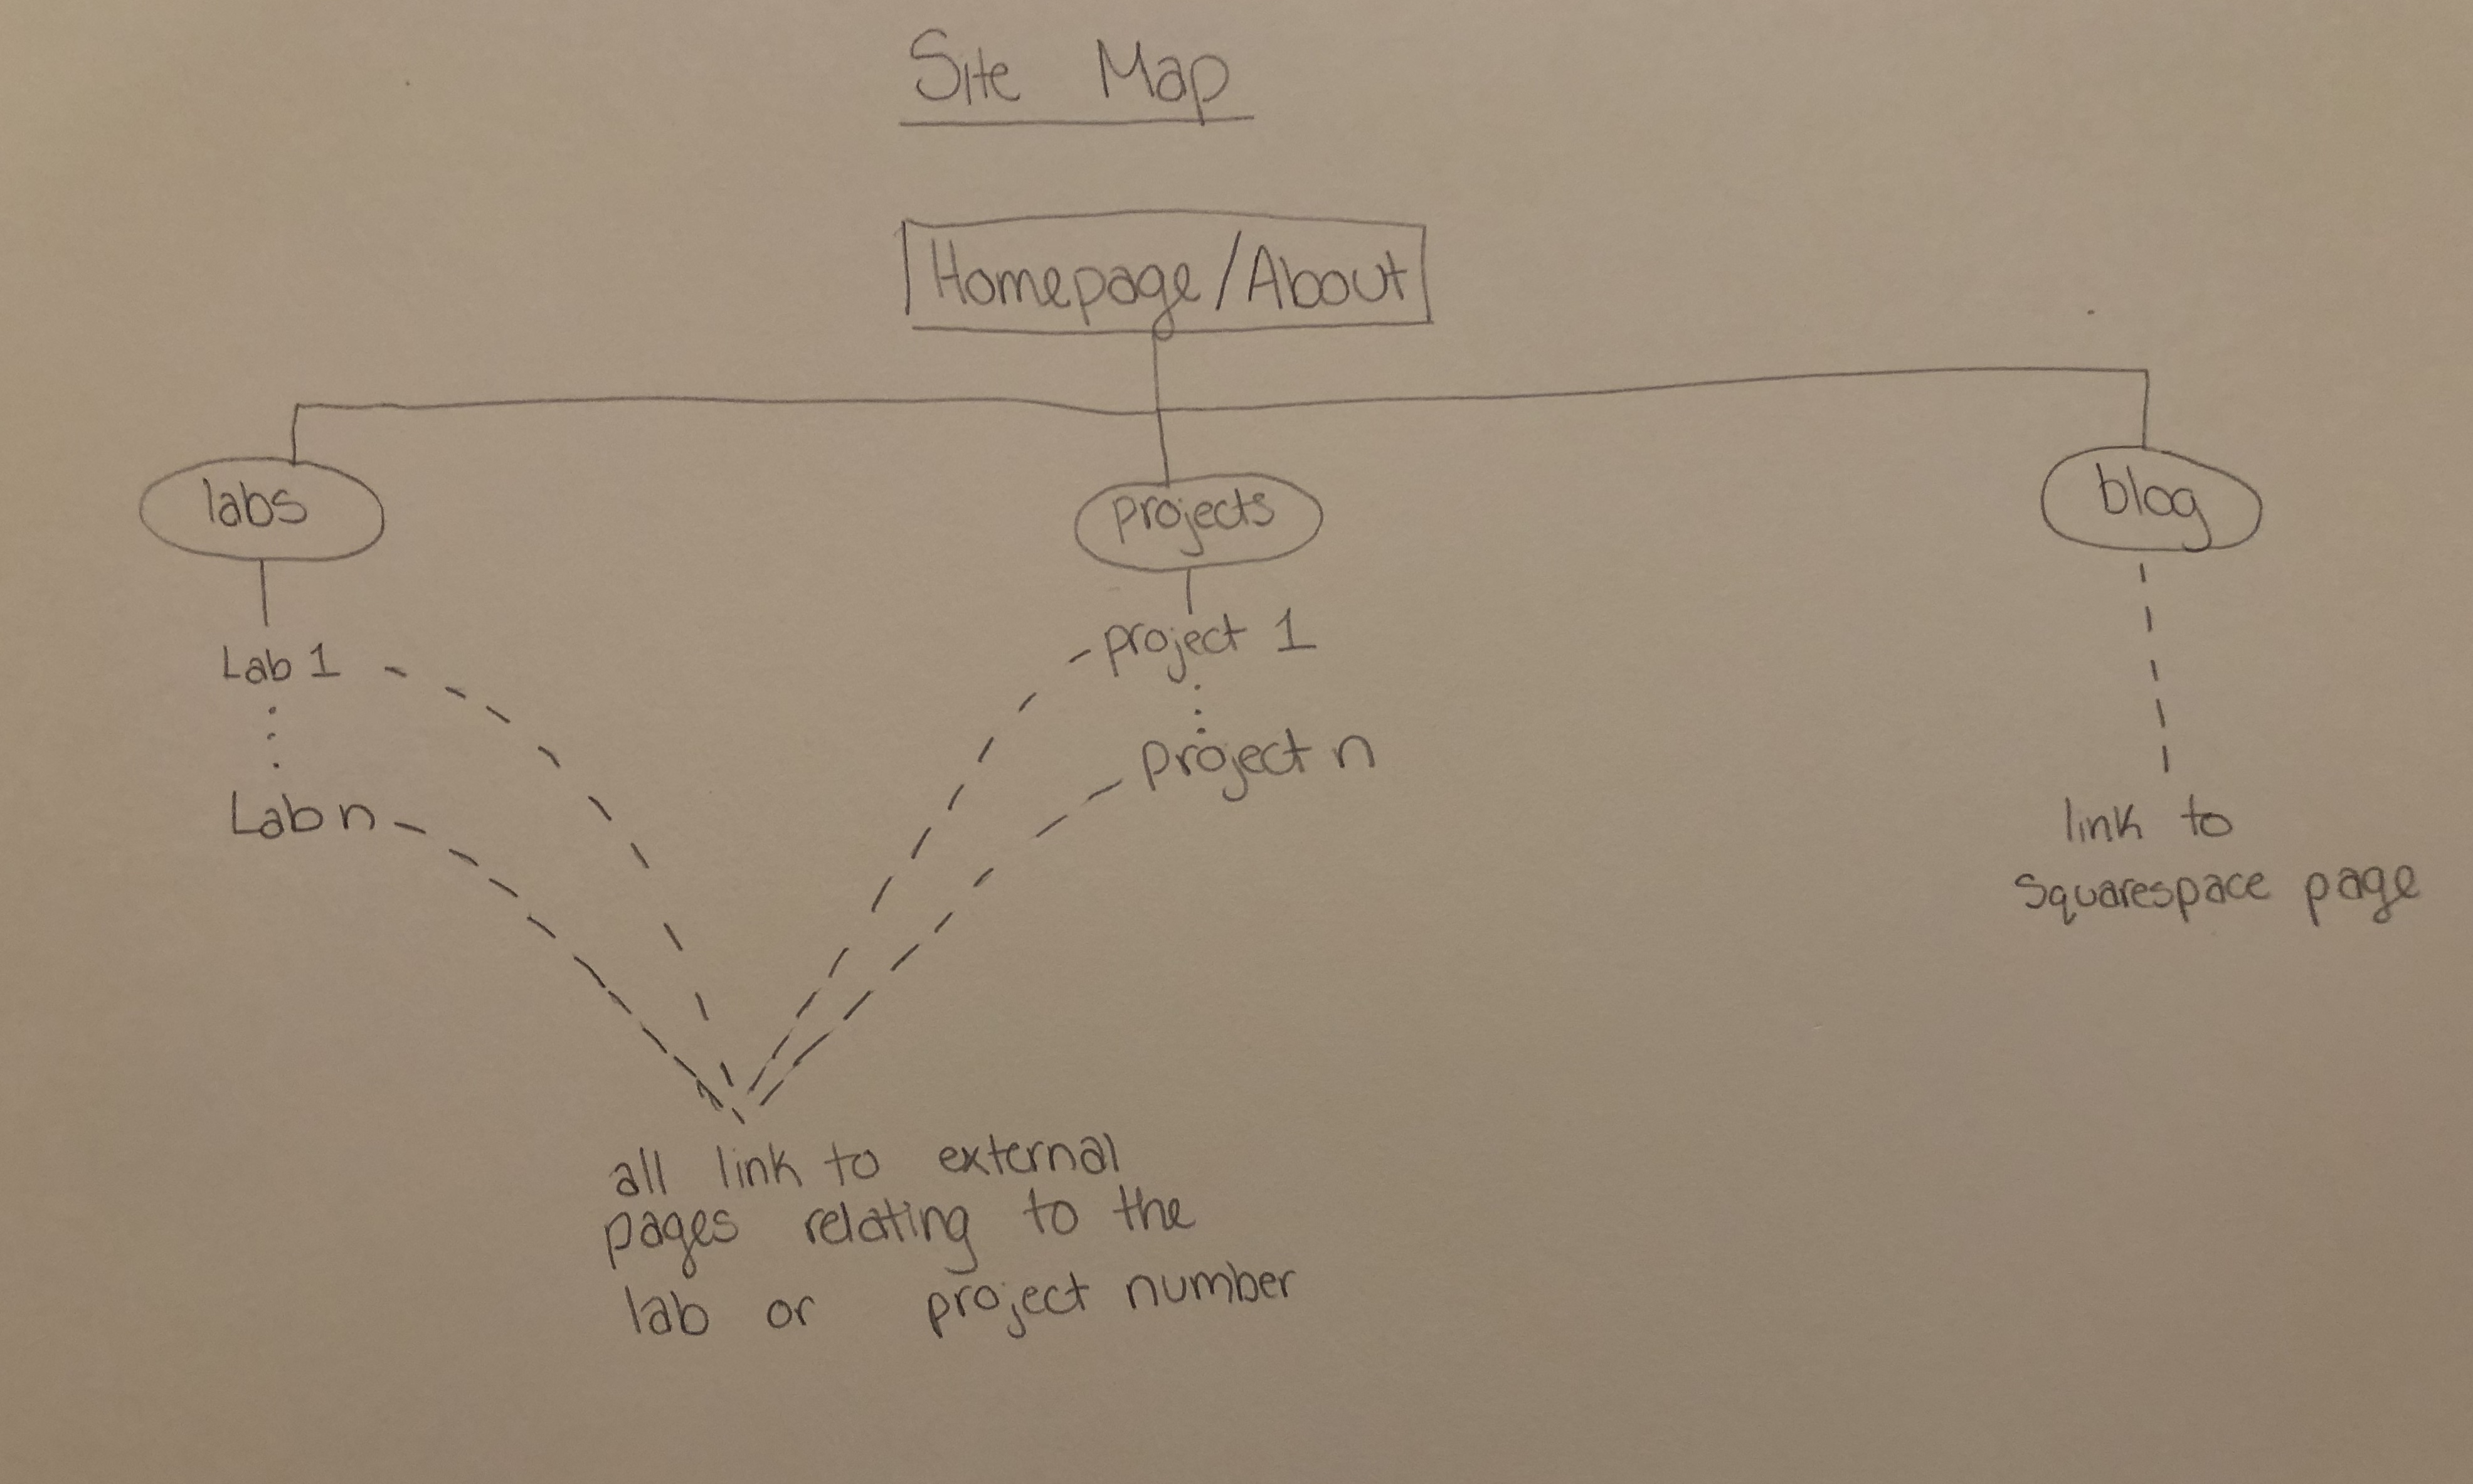 Site Map
Homepage/About
labs
projects
blog
Lab 1
project 1
Lab n
project n
link to
squarespace page
all link to external
pages relating to the
lab or project number